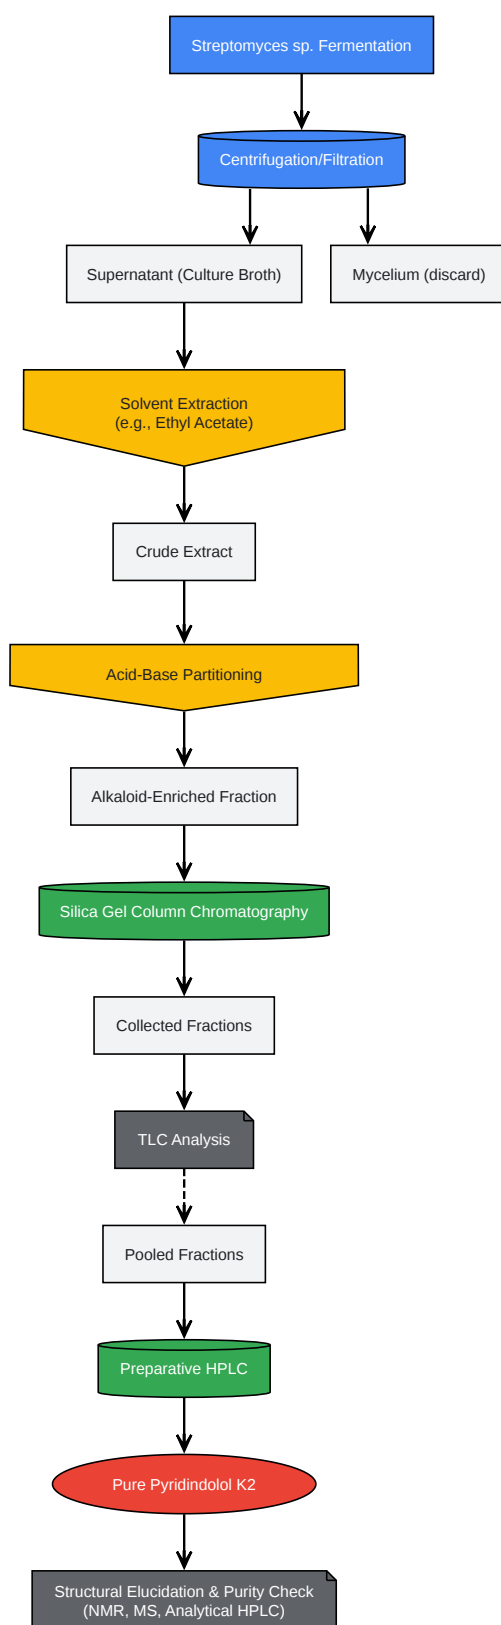 Streptomyces sp. Fermentation
Centrifugation/Filtration
Supernatant (Culture Broth)
Mycelium (discard)
Solvent Extraction
(e.g., Ethyl Acetate)
Crude Extract
Acid-Base Partitioning
Alkaloid-Enriched Fraction
Silica Gel Column Chromatography
Collected Fractions
TLC Analysis
Pooled Fractions
Preparative HPLC
Pure Pyridindolol K2
Structural Elucidation & Purity Check
(NMR, MS, Analytical HPLC)